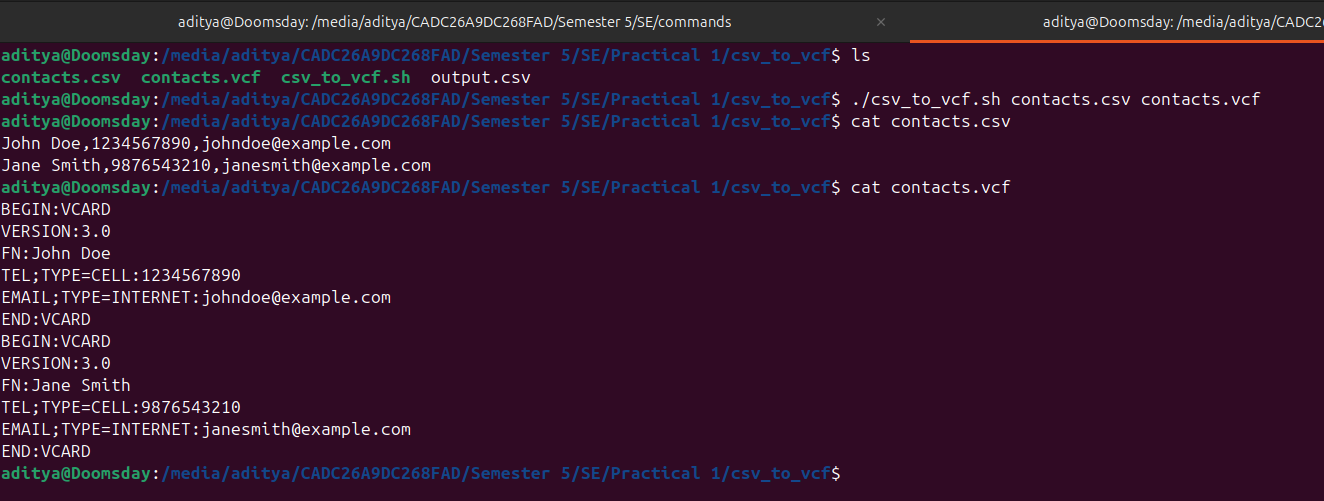 aditya@Doomsday: /media/aditya/CADC26A9DC268FAD/Semester 5/SE/commands × aditya@Doomsday: /media/aditya/CADC26
aditya@Doomsday:/media/aditya/CADC26A9DC268FAD/Semester 5/SE/Practical 1/csv_to_vcf$ ls
contacts.csv  contacts.vcf  csv_to_vcf.sh  output.csv
aditya@Doomsday:/media/aditya/CADC26A9DC268FAD/Semester 5/SE/Practical 1/csv_to_vcf$ ./csv_to_vcf.sh contacts.csv contacts.vcf
aditya@Doomsday:/media/aditya/CADC26A9DC268FAD/Semester 5/SE/Practical 1/csv_to_vcf$ cat contacts.csv
John Doe,1234567890,johndoe@example.com
Jane Smith,9876543210,janesmith@example.com
aditya@Doomsday:/media/aditya/CADC26A9DC268FAD/Semester 5/SE/Practical 1/csv_to_vcf$ cat contacts.vcf
BEGIN:VCARD
VERSION:3.0
FN:John Doe
TEL;TYPE=CELL:1234567890
EMAIL;TYPE=INTERNET:johndoe@example.com
END:VCARD
BEGIN:VCARD
VERSION:3.0
FN:Jane Smith
TEL;TYPE=CELL:9876543210
EMAIL;TYPE=INTERNET:janesmith@example.com
END:VCARD
aditya@Doomsday:/media/aditya/CADC26A9DC268FAD/Semester 5/SE/Practical 1/csv_to_vcf$